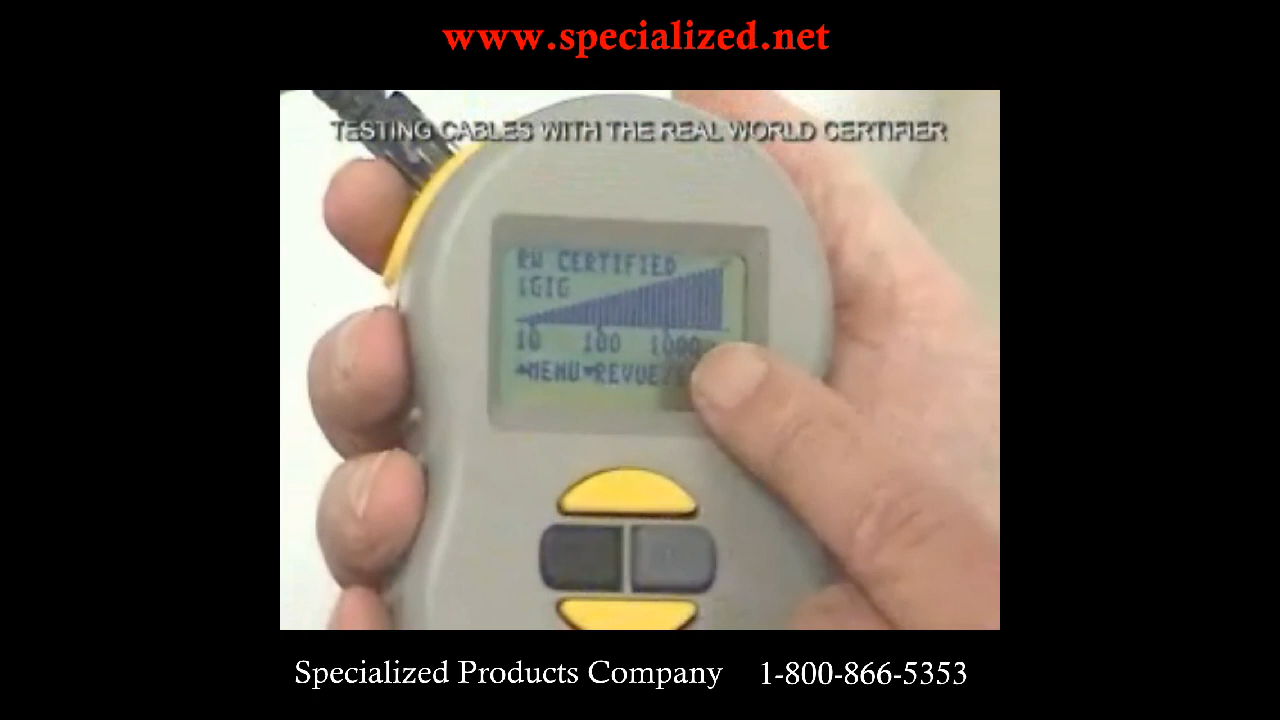 www.specialized.net
TESTING CABLES WITH THE REAL WORLD CERTIFIER
RW CERTIFIED
1GIG
10 100 1000
MENU REVUE/
Specialized Products Company 1-800-866-5353